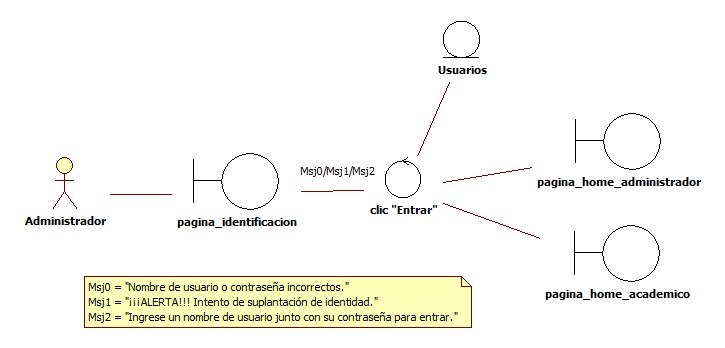 Usuarios
Msj0/Msj1/Msj2
Administrador
pagina_identificacion
clic "Entrar"
pagina_home_administrador
pagina_home_academico
Msj0 = "Nombre de usuario o contraseña incorrectos."
Msj1 = "¡¡¡ALERTA!!! Intento de suplantación de identidad."
Msj2 = "Ingrese un nombre de usuario junto con su contraseña para entrar."